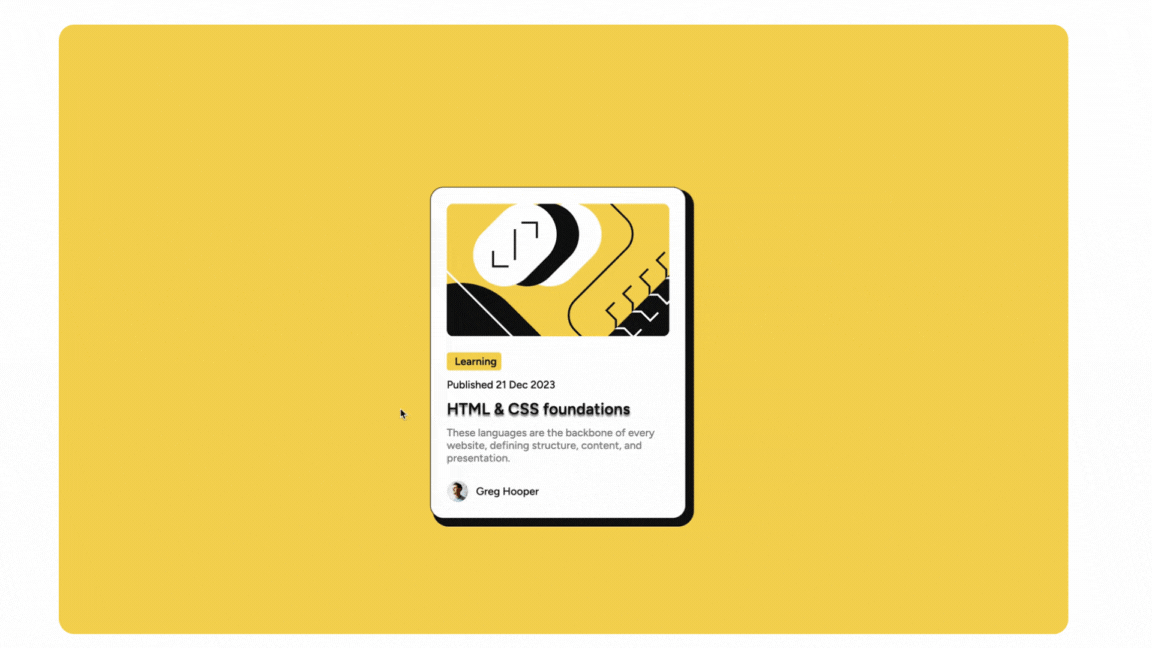 Learning
Published 21 Dec 2023
HTML & CSS foundations
These languages are the backbone of every
website, defining structure, content, and
presentation.
Greg Hooper